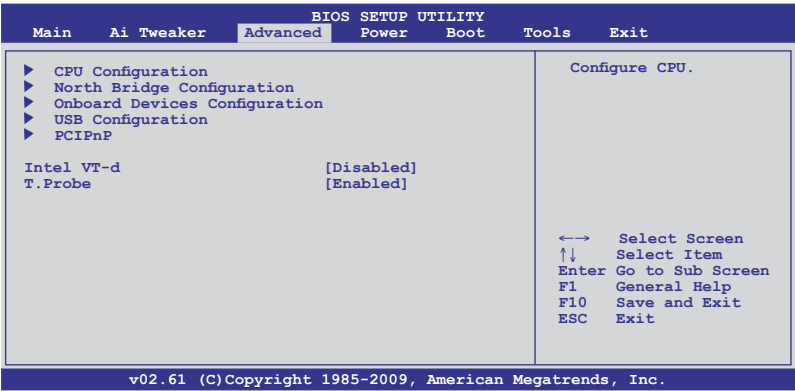 BIOS SETUP UTILITY
Main Ai Tweaker Advanced Power Boot Tools Exit
▶ CPU Configuration
▶ North Bridge Configuration
▶ Onboard Devices Configuration
▶ USB Configuration
▶ PCIPnP
Intel VT-d [Disabled]
T.Probe [Enabled]
Configure CPU.
←→ Select Screen
↑↓ Select Item
Enter Go to Sub Screen
F1 General Help
F10 Save and Exit
ESC Exit
v02.61 (C)Copyright 1985-2009, American Megatrends, Inc.